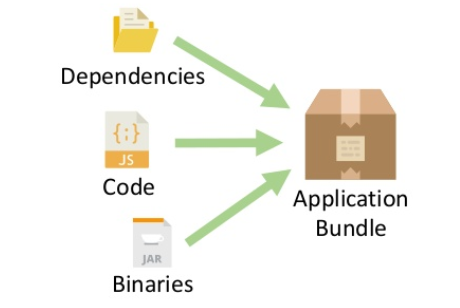 Dependencies
{;}
JS
Code
JAR
Binaries
Application
Bundle